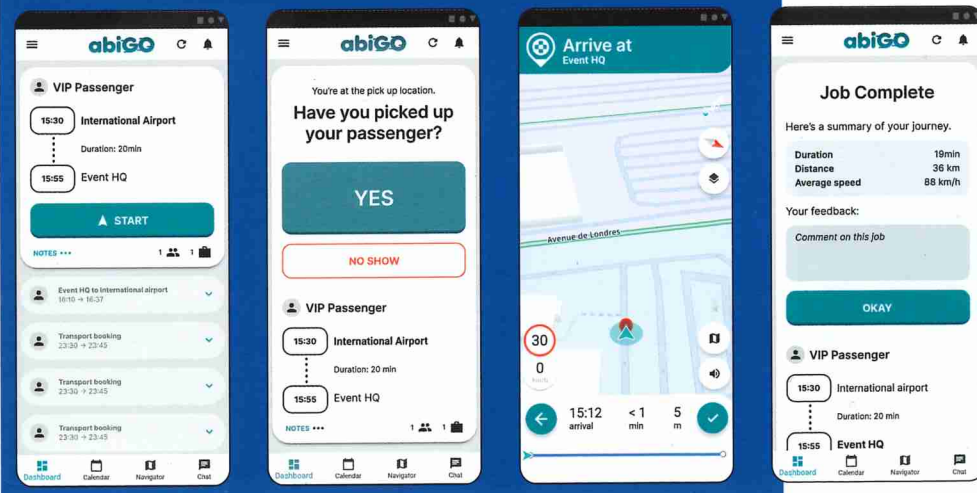 abiGO
VIP Passenger
15:30 International Airport
Duration: 20min
15:55 Event HQ
START
NOTES ••• 1 1
Event HQ to international airport
16:10 → 16:37
Transport booking
23:30 → 23:45
Transport booking
23:30 → 23:45
Transport booking
23:30 → 23:45
Dashboard Calendar Navigator Chat
abiGO
You're at the pick up location.
Have you picked up
your passenger?
YES
NO SHOW
VIP Passenger
15:30 International Airport
Duration: 20 min
15:55 Event HQ
NOTES ••• 1 1
Dashboard Calendar Navigator Chat
Arrive at
Event HQ
Avenue de Londres
30
0
km/h
15:12 < 1 5
arrival min m
abiGO
Job Complete
Here's a summary of your journey.
Duration 19min
Distance 36 km
Average speed 88 km/h
Your feedback:
Comment on this job
OKAY
VIP Passenger
15:30 International airport
Duration: 20 min
15:55 Event HQ
Dashboard Calendar Navigator Chat